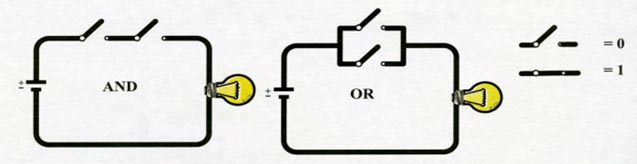 AND
±
OR
±
= 0
= 1